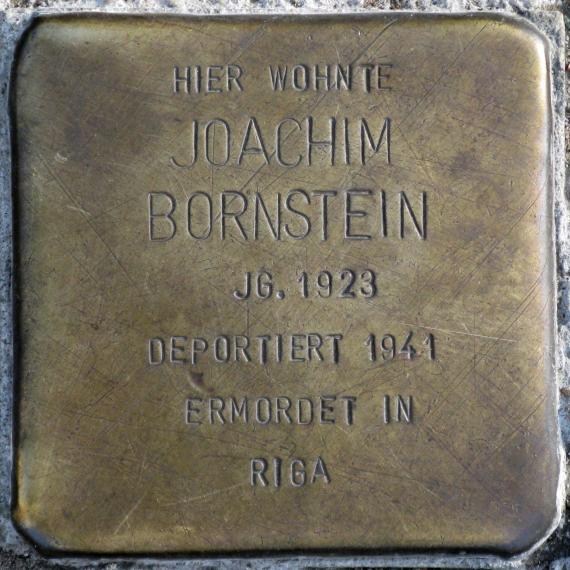 HIER WOHNTE
JOACHIM
BORNSTEIN
JG. 1923
DEPORTIERT 1941
ERMORDET IN
RIGA